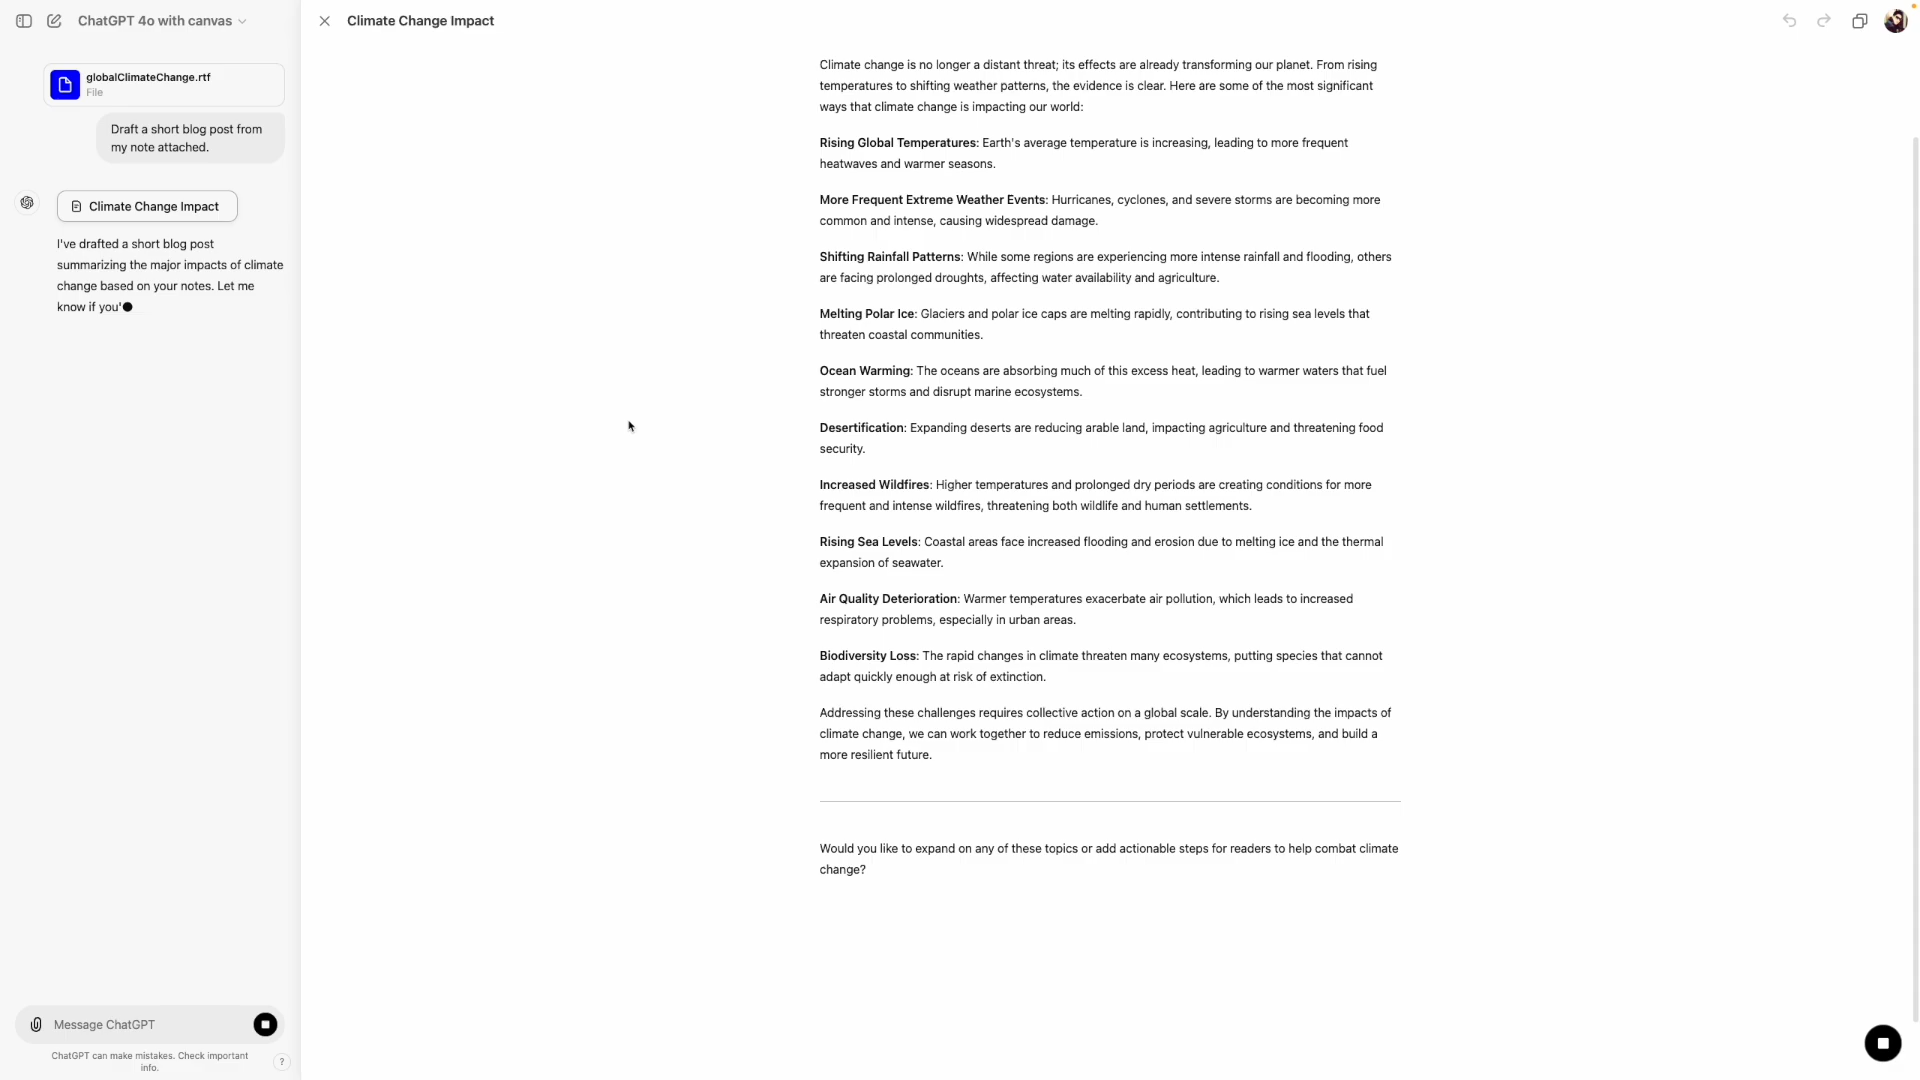 ChatGPT 4o with canvas
globalClimateChange.rtf
File
Draft a short blog post from
my note attached.
Climate Change Impact
I've drafted a short blog post
summarizing the major impacts of climate
change based on your notes. Let me
know if you'
Message ChatGPT
ChatGPT can make mistakes. Check important
info.
?
Climate Change Impact
Climate change is no longer a distant threat; its effects are already transforming our planet. From rising
temperatures to shifting weather patterns, the evidence is clear. Here are some of the most significant
ways that climate change is impacting our world:
Rising Global Temperatures: Earth's average temperature is increasing, leading to more frequent
heatwaves and warmer seasons.
More Frequent Extreme Weather Events: Hurricanes, cyclones, and severe storms are becoming more
common and intense, causing widespread damage.
Shifting Rainfall Patterns: While some regions are experiencing more intense rainfall and flooding, others
are facing prolonged droughts, affecting water availability and agriculture.
Melting Polar Ice: Glaciers and polar ice caps are melting rapidly, contributing to rising sea levels that
threaten coastal communities.
Ocean Warming: The oceans are absorbing much of this excess heat, leading to warmer waters that fuel
stronger storms and disrupt marine ecosystems.
Desertification: Expanding deserts are reducing arable land, impacting agriculture and threatening food
security.
Increased Wildfires: Higher temperatures and prolonged dry periods are creating conditions for more
frequent and intense wildfires, threatening both wildlife and human settlements.
Rising Sea Levels: Coastal areas face increased flooding and erosion due to melting ice and the thermal
expansion of seawater.
Air Quality Deterioration: Warmer temperatures exacerbate air pollution, which leads to increased
respiratory problems, especially in urban areas.
Biodiversity Loss: The rapid changes in climate threaten many ecosystems, putting species that cannot
adapt quickly enough at risk of extinction.
Addressing these challenges requires collective action on a global scale. By understanding the impacts of
climate change, we can work together to reduce emissions, protect vulnerable ecosystems, and build a
more resilient future.
Would you like to expand on any of these topics or add actionable steps for readers to help combat climate
change?